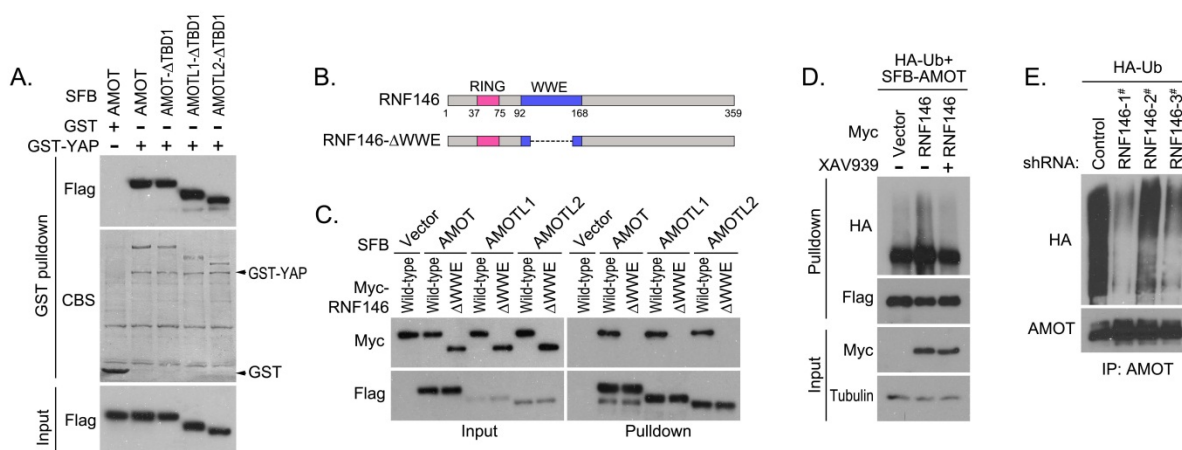 A.
SFB
AMOT
AMOT
AMOT-ΔTBD1
AMOTL1-ΔTBD1
AMOTL2-ΔTBD1
GST + - - - -
GST-YAP - + + + +
GST pulldown
Flag
CBS
GST-YAP
GST
Input
Flag
B.
RING WWE
RNF146
1 37 75 92 168 359
RNF146-ΔWWE
C.
SFB
Vector
AMOT
AMOTL1
AMOTL2
Vector
AMOT
AMOTL1
AMOTL2
Myc-
RNF146
Wild-type
Wild-type
ΔWWE
Wild-type
ΔWWE
Wild-type
ΔWWE
Wild-type
Wild-type
ΔWWE
Wild-type
ΔWWE
Wild-type
ΔWWE
Myc
Flag
Input Pulldown
D.
HA-Ub+
SFB-AMOT
Myc
Vector
RNF146
RNF146
XAV939 - - +
Pulldown
HA
Flag
Input
Myc
Tubulin
E.
HA-Ub
shRNA:
Control
RNF146-1#
RNF146-2#
RNF146-3#
HA
AMOT
IP: AMOT